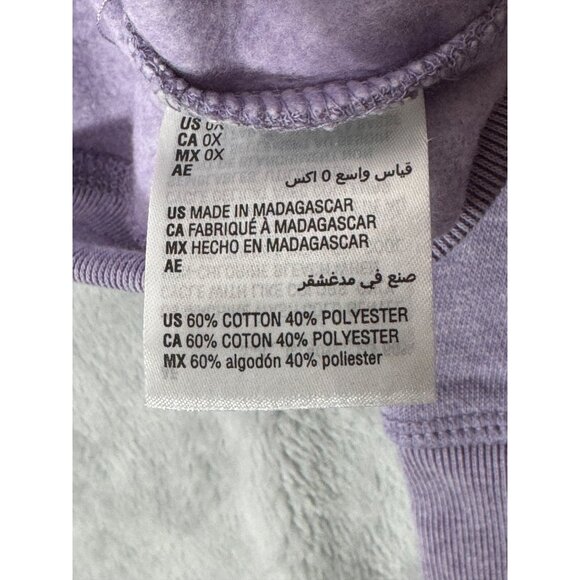 US 0X
CA 0X
MX 0X
AE
قياس واسع 0 اكس
US MADE IN MADAGASCAR
CA FABRIQUÉ À MADAGASCAR
MX HECHO EN MADAGASCAR
AE
صنع في مدغشقر
US 60% COTTON 40% POLYESTER
CA 60% COTON 40% POLYESTER
MX 60% algodón 40% poliester